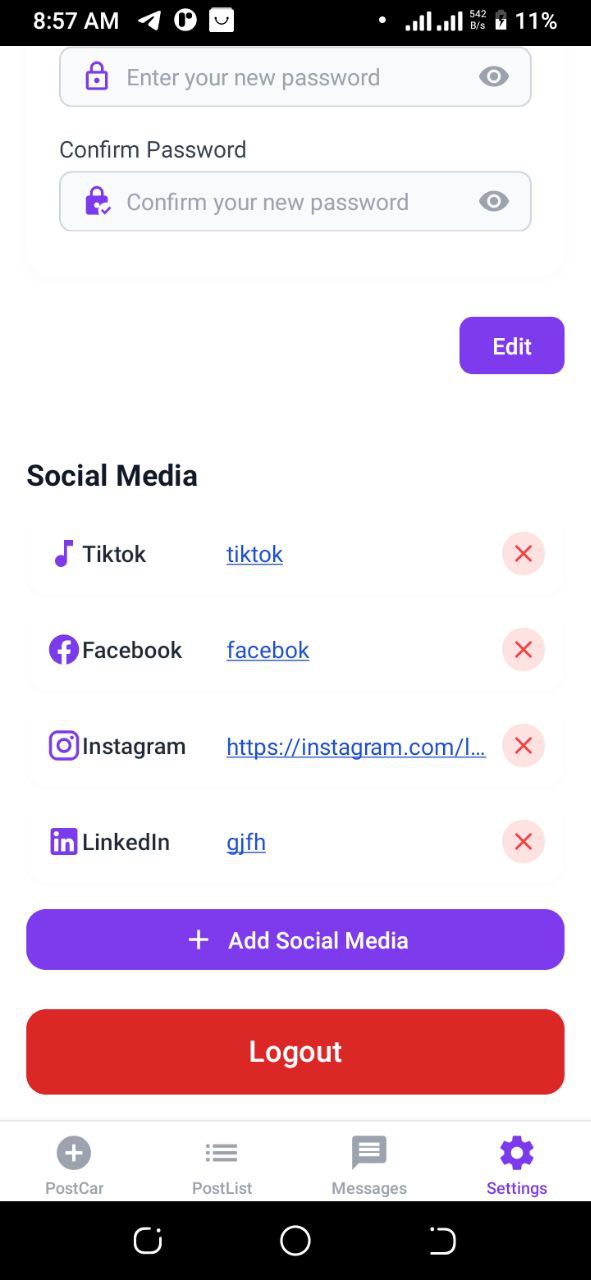 8:57 AM
542
B/s
11%
Enter your new password
Confirm Password
Confirm your new password
Edit
Social Media
Tiktok tiktok
Facebook facebok
Instagram https://instagram.com/l...
LinkedIn gjfh
+ Add Social Media
Logout
PostCar PostList Messages Settings